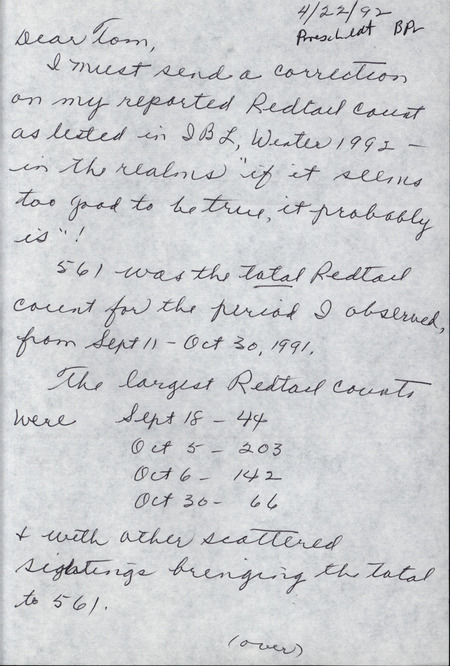 4/22/92
BPr
Dear Tom,
I must send a correction
on my reported Redtail count
as listed in IBL, Winter 1992 -
in the realms "if it seems
too good to be true, it probably
is"!
561 was the total Redtail
count for the period I observed,
from Sept 11 - Oct 30, 1991.
The largest Redtail counts
were Sept 18 - 44
Oct 5 - 203
Oct 6 - 142
Oct 30 - 66
& with other scattered
sightings bringing the total
to 561.
(over)